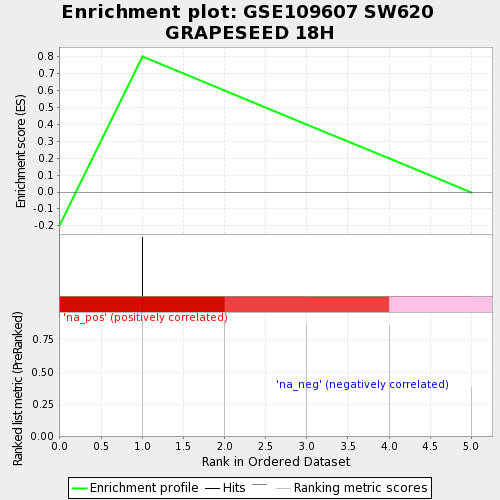 Enrichment plot: GSE109607 SW620
GRAPESEED 18H
Enrichment score (ES)
0.8
0.7
0.6
0.5
0.4
0.3
0.2
0.1
0.0
-0.1
-0.2
'na_pos' (positively correlated)
Ranked list metric (PreRanked)
0.75
0.50
0.25
0.00
'na_neg' (negatively correlated)
0.0 0.5 1.0 1.5 2.0 2.5 3.0 3.5 4.0 4.5 5.0
Rank in Ordered Dataset
Enrichment profile Hits Ranking metric scores